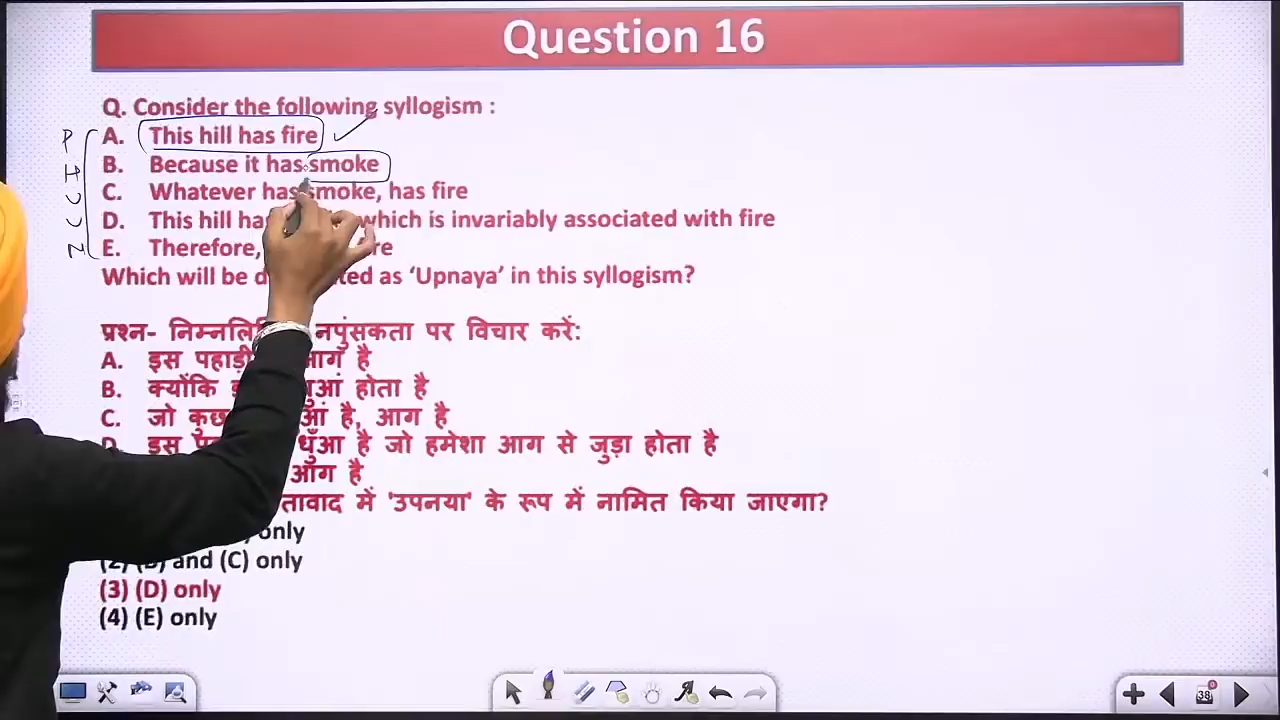 Question 16
Q. Consider the following syllogism :
P A. This hill has fire
H B. Because it has smoke
U C. Whatever has smoke, has fire
U D. This hill has which is invariably associated with fire
N E. Therefore, re
Which will be d ted as ‘Upnaya’ in this syllogism?
प्रश्न- नपुंसकता पर विचार करें:
A. इस पहाड़ी आग है
B. क्योंकि होता है
C. जो है, आग है
इस धुँआ है जो हमेशा आग से जुड़ा होता है
आग है
में 'उपनया' के रूप में नामित किया जाएगा?
only
and (C) only
(3) (D) only
(4) (E) only
38